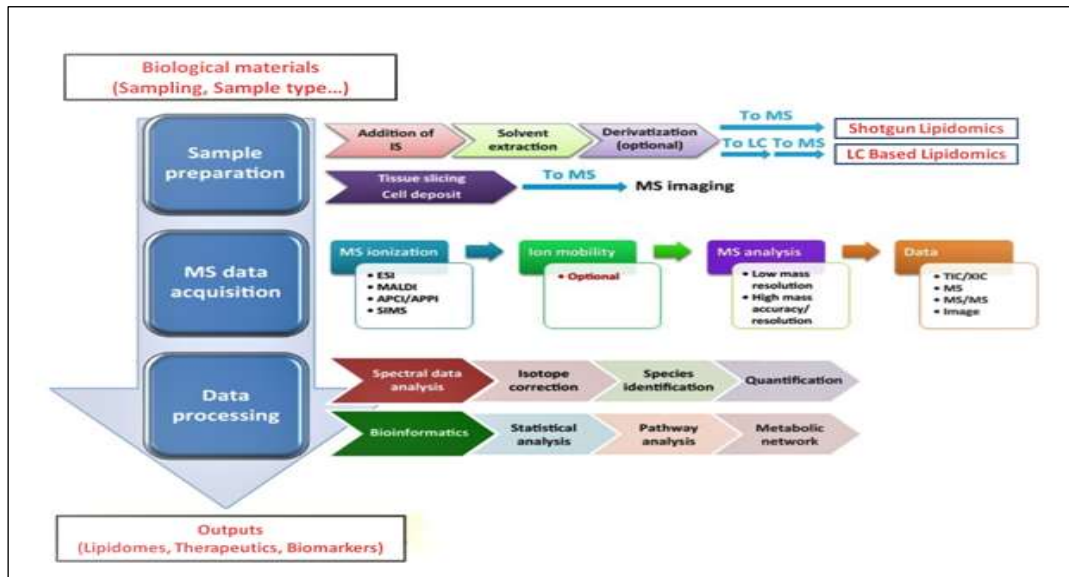 Biological materials
(Sampling, Sample type...)
Sample
preparation
Addition of
IS
Solvent
extraction
Derivatization
(optional)
To MS
Shotgun Lipidomics
To LC To MS
LC Based Lipidomics
Tissue slicing
Cell deposit
To MS
MS imaging
MS data
acquisition
MS ionization
• ESI
• MALDI
• APCI/APPI
• SIMS
Ion mobility
• Optional
MS analysis
• Low mass
resolution
• High mass
accuracy/
resolution
Data
• TIC/XIC
• MS
• MS/MS
• Image
Data
processing
Spectral data
analysis
Isotope
correction
Species
identification
Quantification
Bioinformatics
Statistical
analysis
Pathway
analysis
Metabolic
network
Outputs
(Lipidomes, Therapeutics, Biomarkers)